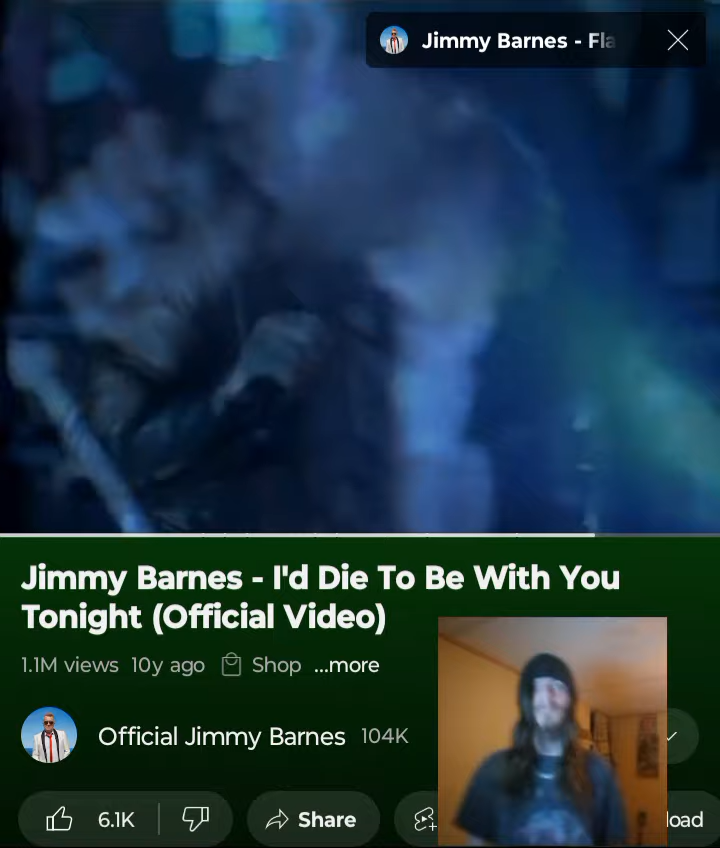 Jimmy Barnes - Fla
Jimmy Barnes - I'd Die To Be With You
Tonight (Official Video)
1.1M views 10y ago Shop ...more
Official Jimmy Barnes 104K
6.1K Share load